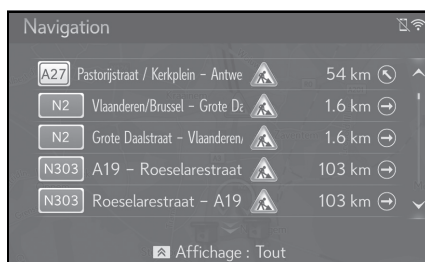 Navigation
A27 Pastorijstraat / Kerkplein – Antwe 54 km
N2 Vlaanderen/Brussel – Grote Da 1.6 km
N2 Grote Daalstraat – Vlaanderen/ 1.6 km
N303 A19 – Roeselarestraat 103 km
N303 Roeselarestraat – A19 103 km
Affichage : Tout